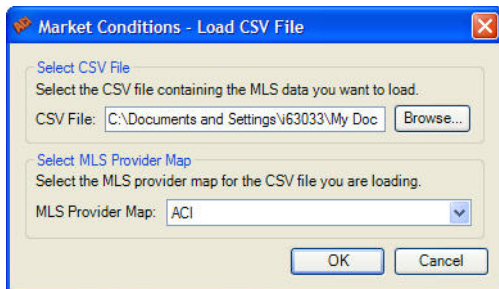 Market Conditions - Load CSV File
Select CSV File
Select the CSV file containing the MLS data you want to load.
CSV File: C:\Documents and Settings\i63033\My Doc Browse...
Select MLS Provider Map
Select the MLS provider map for the CSV file you are loading.
MLS Provider Map: ACI
OK Cancel